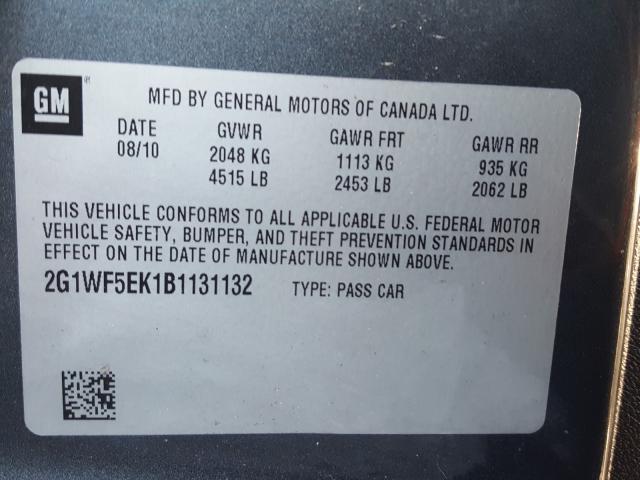 GM
MFD BY GENERAL MOTORS OF CANADA LTD.
DATE GVWR GAWR FRT GAWR RR
08/10 2048 KG 1113 KG 935 KG
4515 LB 2453 LB 2062 LB
THIS VEHICLE CONFORMS TO ALL APPLICABLE U.S. FEDERAL MOTOR
VEHICLE SAFETY, BUMPER, AND THEFT PREVENTION STANDARDS IN
EFFECT ON THE DATE OF MANUFACTURE SHOWN ABOVE.
2G1WF5EK1B1131132 TYPE: PASS CAR